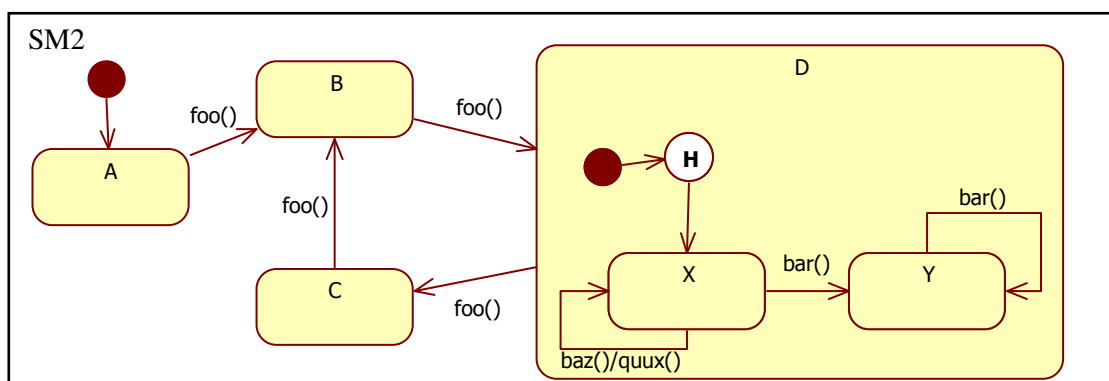 SM2
B
D
foo()
foo()
H
A
bar()
foo()
X
bar()
Y
C
foo()
baz()/quux()